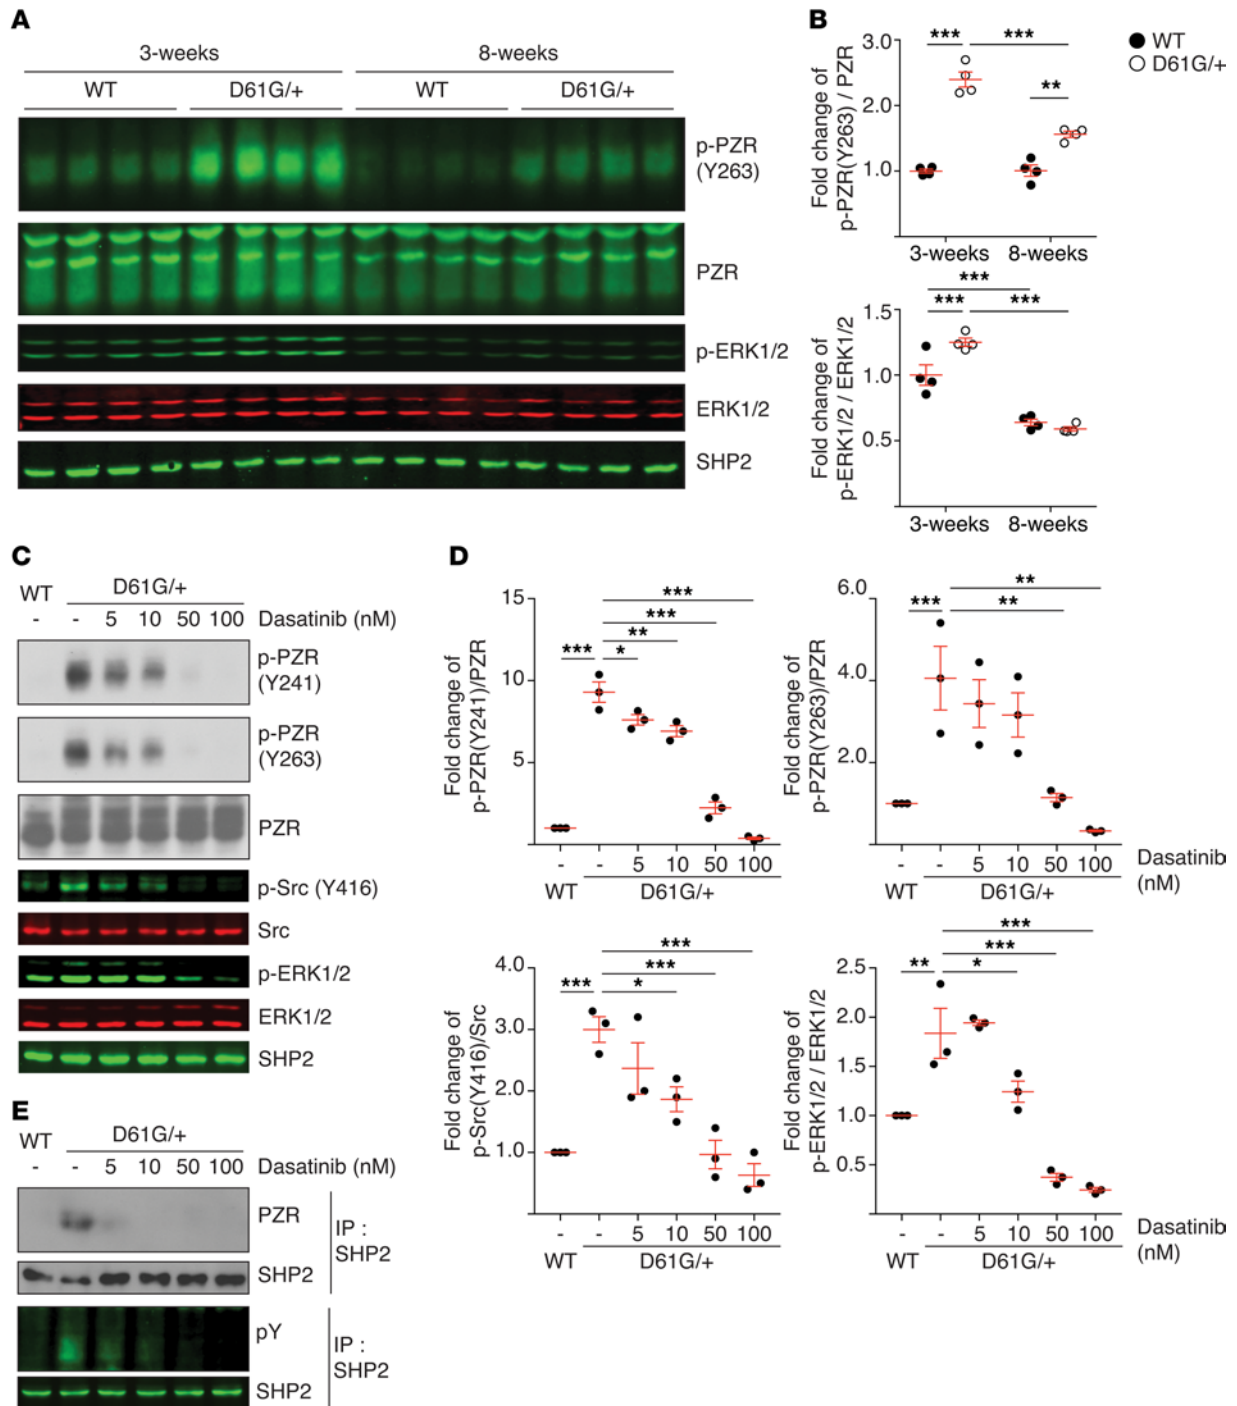 A
3-weeks 8-weeks
WT D61G/+ WT D61G/+
p-PZR
(Y263)
PZR
p-ERK1/2
ERK1/2
SHP2
B
WT
D61G/+
Fold change of
p-PZR(Y263) / PZR
3.0
2.0
1.0
*** ***
**
3-weeks 8-weeks
Fold change of
p-ERK1/2 / ERK1/2
1.5
1.0
0.5
***
*** ***
3-weeks 8-weeks
C
WT D61G/+
- - 5 10 50 100 Dasatinib (nM)
p-PZR
(Y241)
p-PZR
(Y263)
PZR
p-Src (Y416)
Src
p-ERK1/2
ERK1/2
SHP2
D
Fold change of
p-PZR(Y241)/PZR
15
10
5
***
***
**
*** *
- - 5 10 50 100
WT D61G/+
Fold change of
p-PZR(Y263)/PZR
6.0
4.0
2.0
**
*** **
- - 5 10 50 100 Dasatinib
(nM)
WT D61G/+
Fold change of
p-Src(Y416)/Src
4.0
3.0
2.0
1.0
***
***
*** *
- - 5 10 50 100
WT D61G/+
Fold change of
p-ERK1/2 / ERK1/2
2.5
2.0
1.5
1.0
0.5
***
***
** *
- - 5 10 50 100 Dasatinib
(nM)
WT D61G/+
E
WT D61G/+
- - 5 10 50 100 Dasatinib (nM)
PZR
SHP2
IP :
SHP2
pY
SHP2
IP :
SHP2